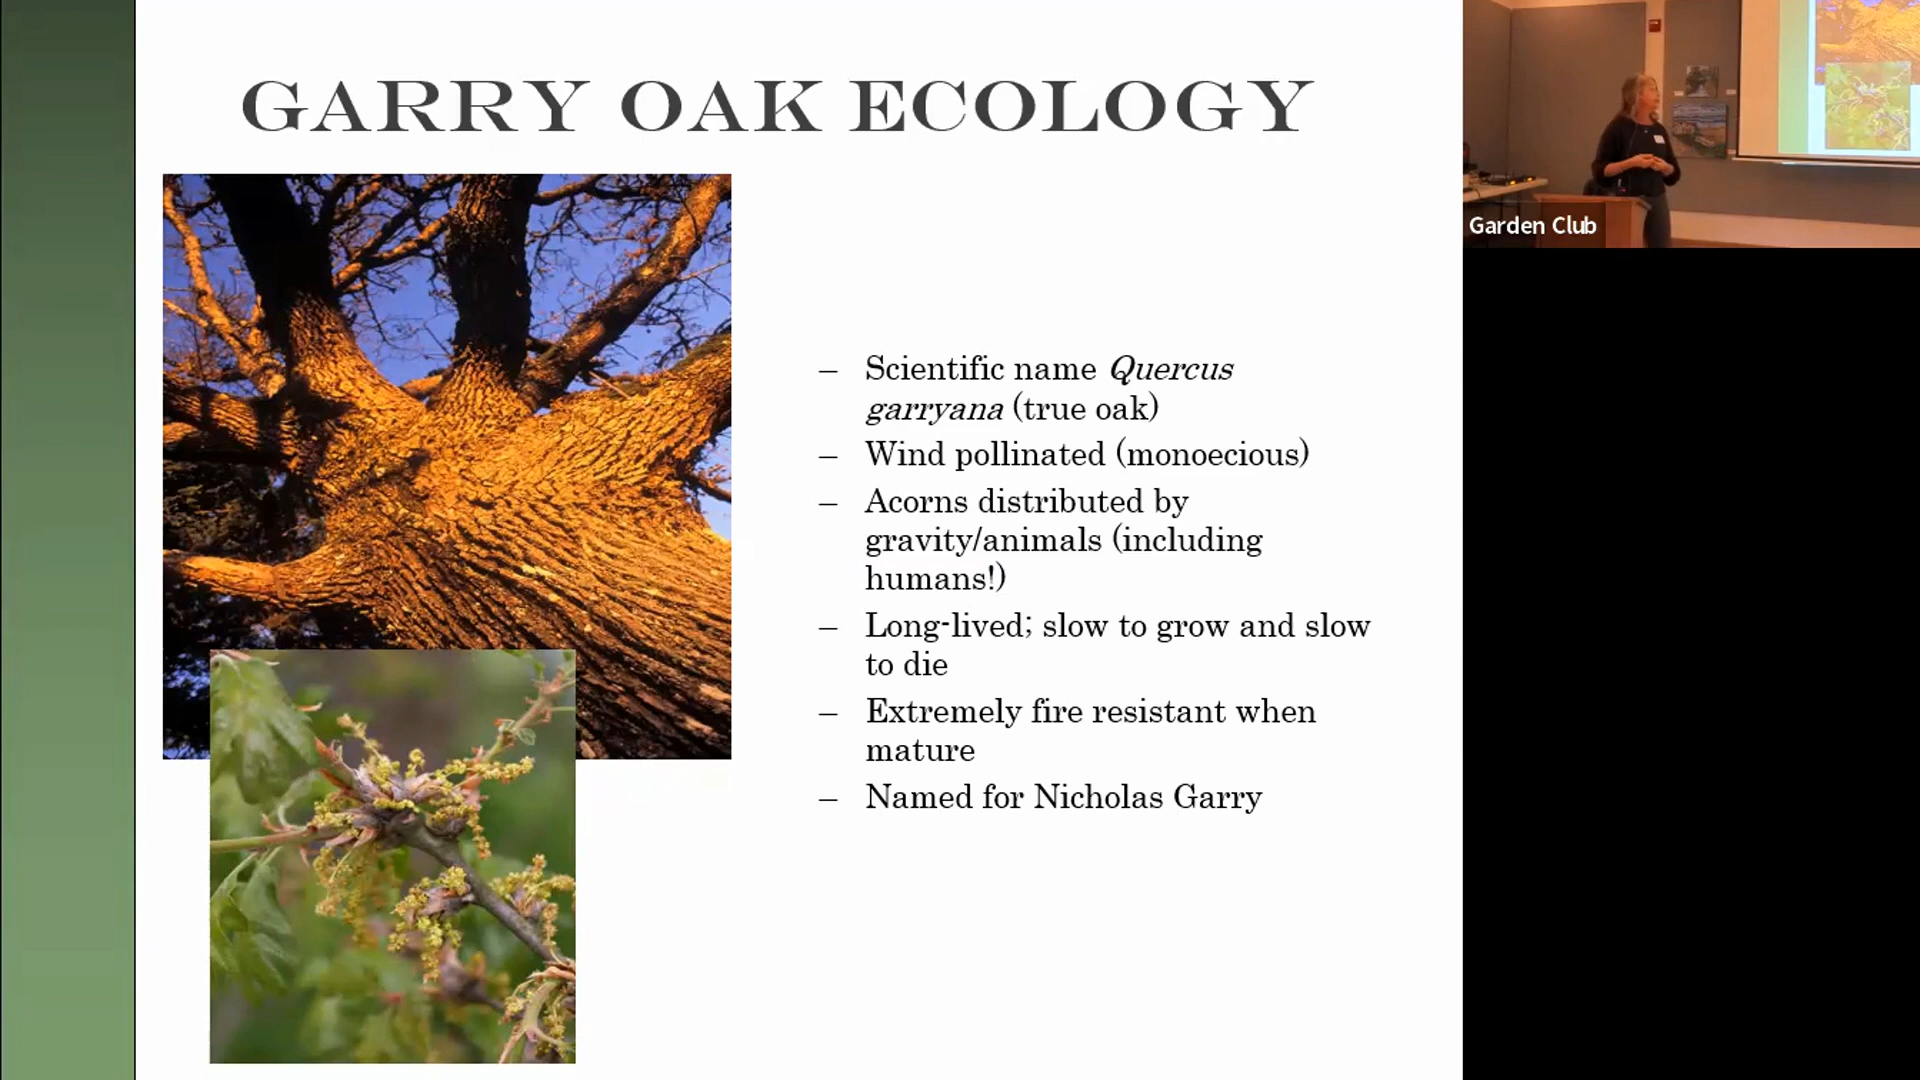 GARRY OAK ECOLOGY
Garden Club
– Scientific name Quercus
garryana (true oak)
– Wind pollinated (monoecious)
– Acorns distributed by
gravity/animals (including
humans!)
– Long-lived; slow to grow and slow
to die
– Extremely fire resistant when
mature
– Named for Nicholas Garry